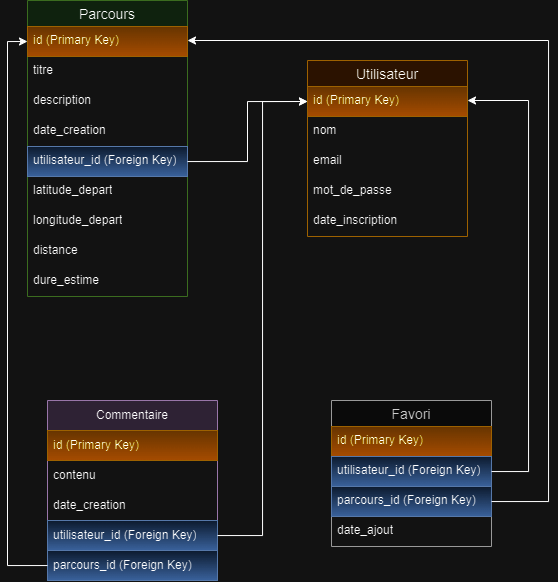 Parcours
id (Primary Key)
titre
description
date_creation
utilisateur_id (Foreign Key)
latitude_depart
longitude_depart
distance
dure_estime
Utilisateur
id (Primary Key)
nom
email
mot_de_passe
date_inscription
Commentaire
id (Primary Key)
contenu
date_creation
utilisateur_id (Foreign Key)
parcours_id (Foreign Key)
Favori
id (Primary Key)
utilisateur_id (Foreign Key)
parcours_id (Foreign Key)
date_ajout